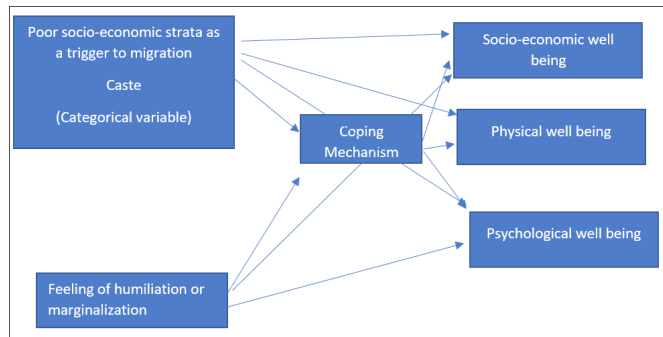 Poor socio-economic strata as
a trigger to migration
Caste
(Categorical variable)
Socio-economic well
being
Coping
Mechanism
Physical well being
Psychological well being
Feeling of humiliation or
marginalization